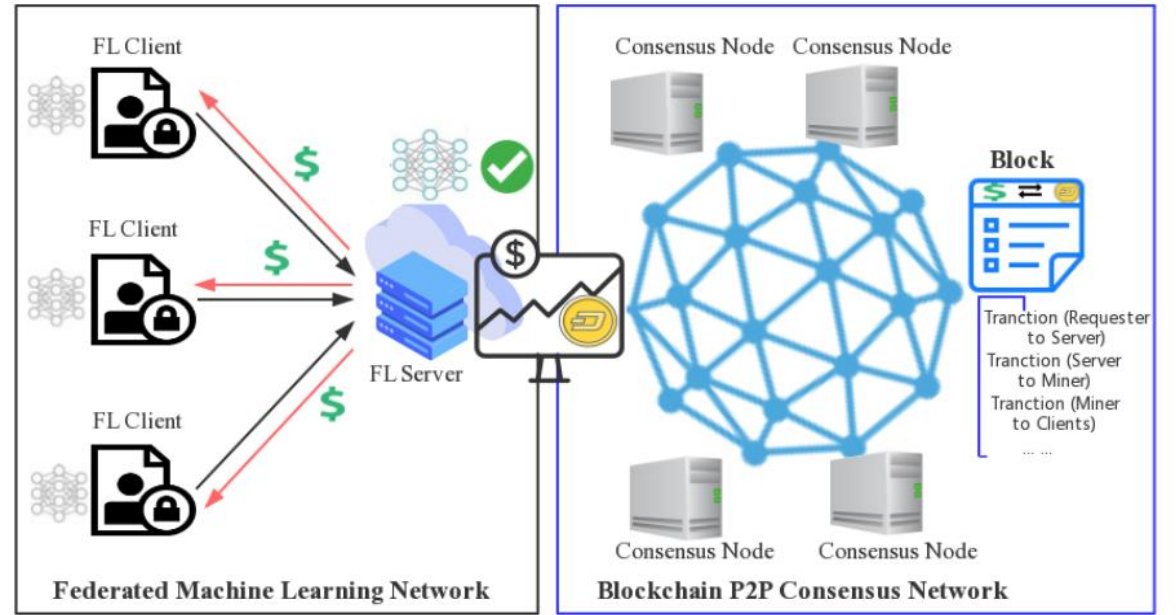 FL Client
FL Client
FL Client
$
$
$
FL Server
$
Federated Machine Learning Network
Consensus Node
Consensus Node
Block
$
Tranction (Requester
to Server)
Tranction (Server
to Miner)
Tranction (Miner
to Clients)
... ...
Consensus Node
Consensus Node
Blockchain P2P Consensus Network